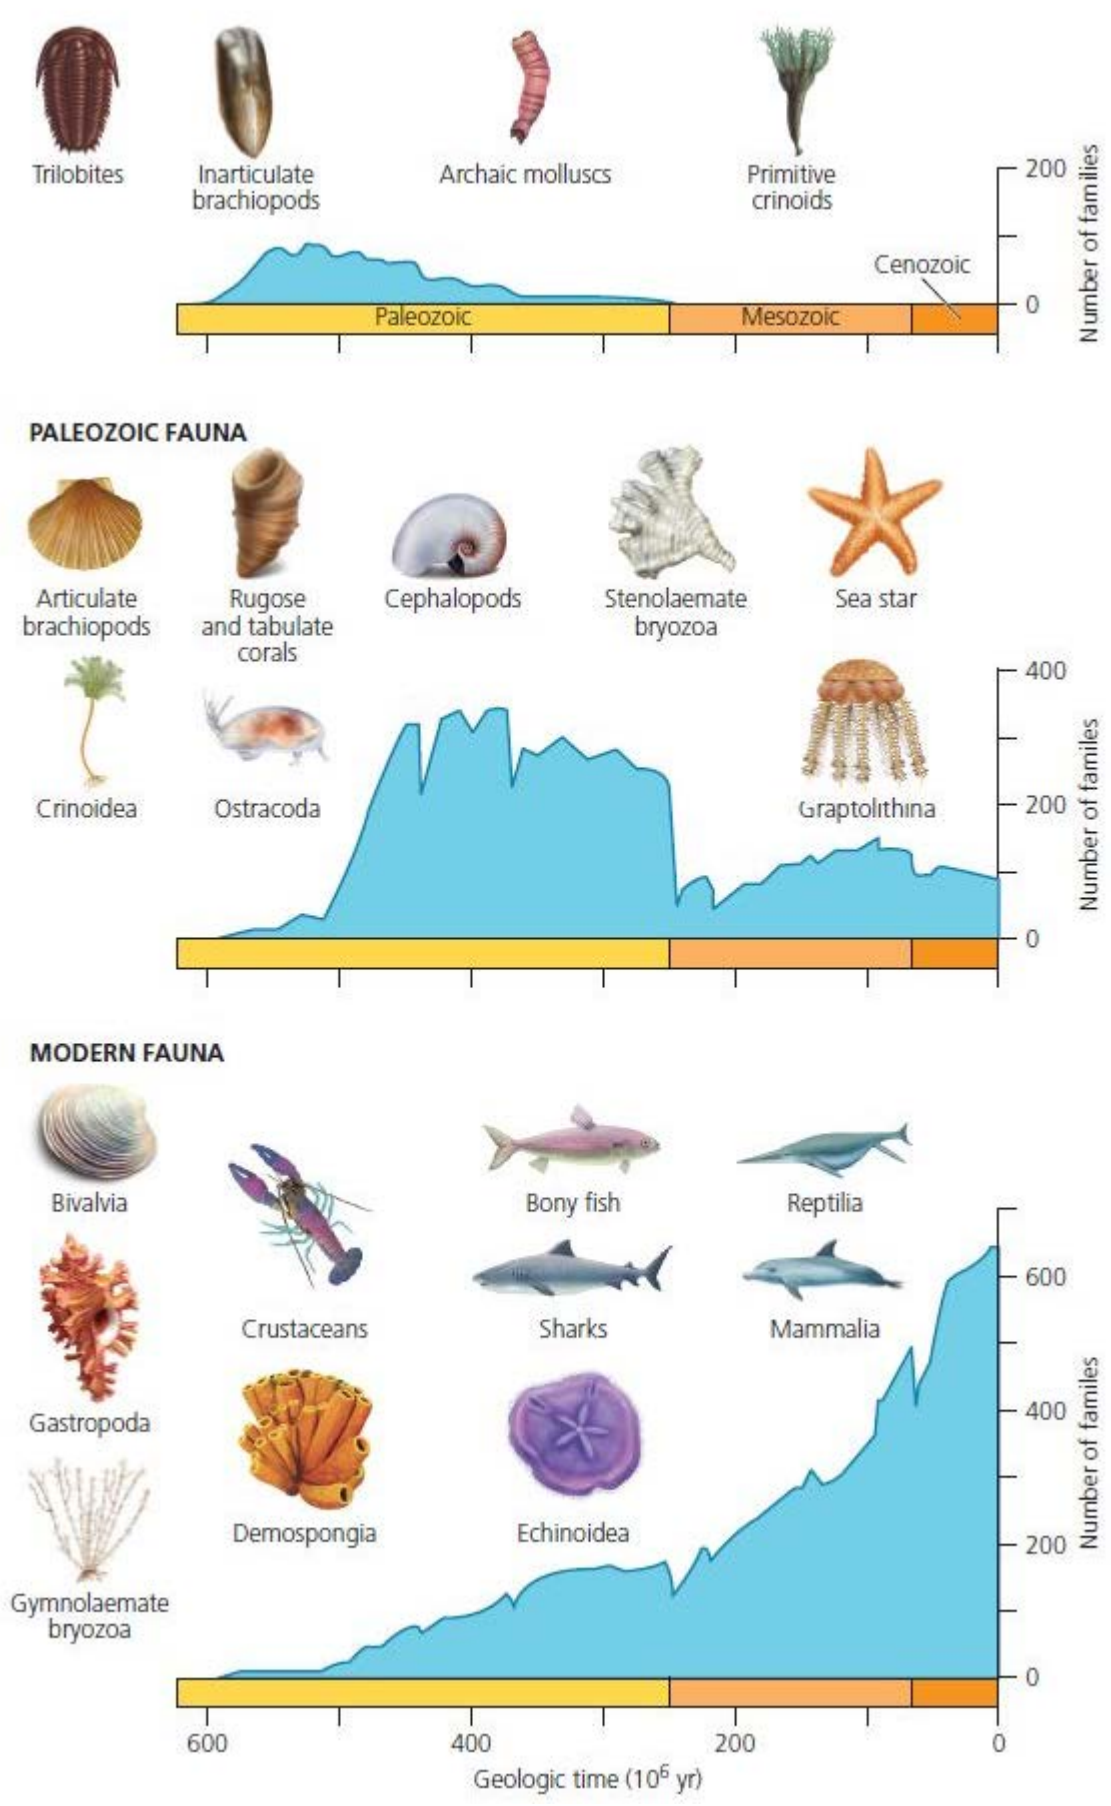 Trilobites
Inarticulate
brachiopods
Archaic molluscs
Primitive
crinoids
200
Number of families
Cenozoic
0
Paleozoic
Mesozoic
PALEOZOIC FAUNA
Articulate
brachiopods
Rugose
and tabulate
corals
Cephalopods
Stenolaemate
bryozoa
Sea star
400
Crinoidea
Ostracoda
Graptolithina
200
Number of familes
0
MODERN FAUNA
Bivalvia
Bony fish
Reptilia
600
Crustaceans
Sharks
Mammalia
Gastropoda
400
Number of familes
Demospongia
Echinoidea
200
Gymnolaemate
bryozoa
0
600
400
200
0
Geologic time (10⁶ yr)